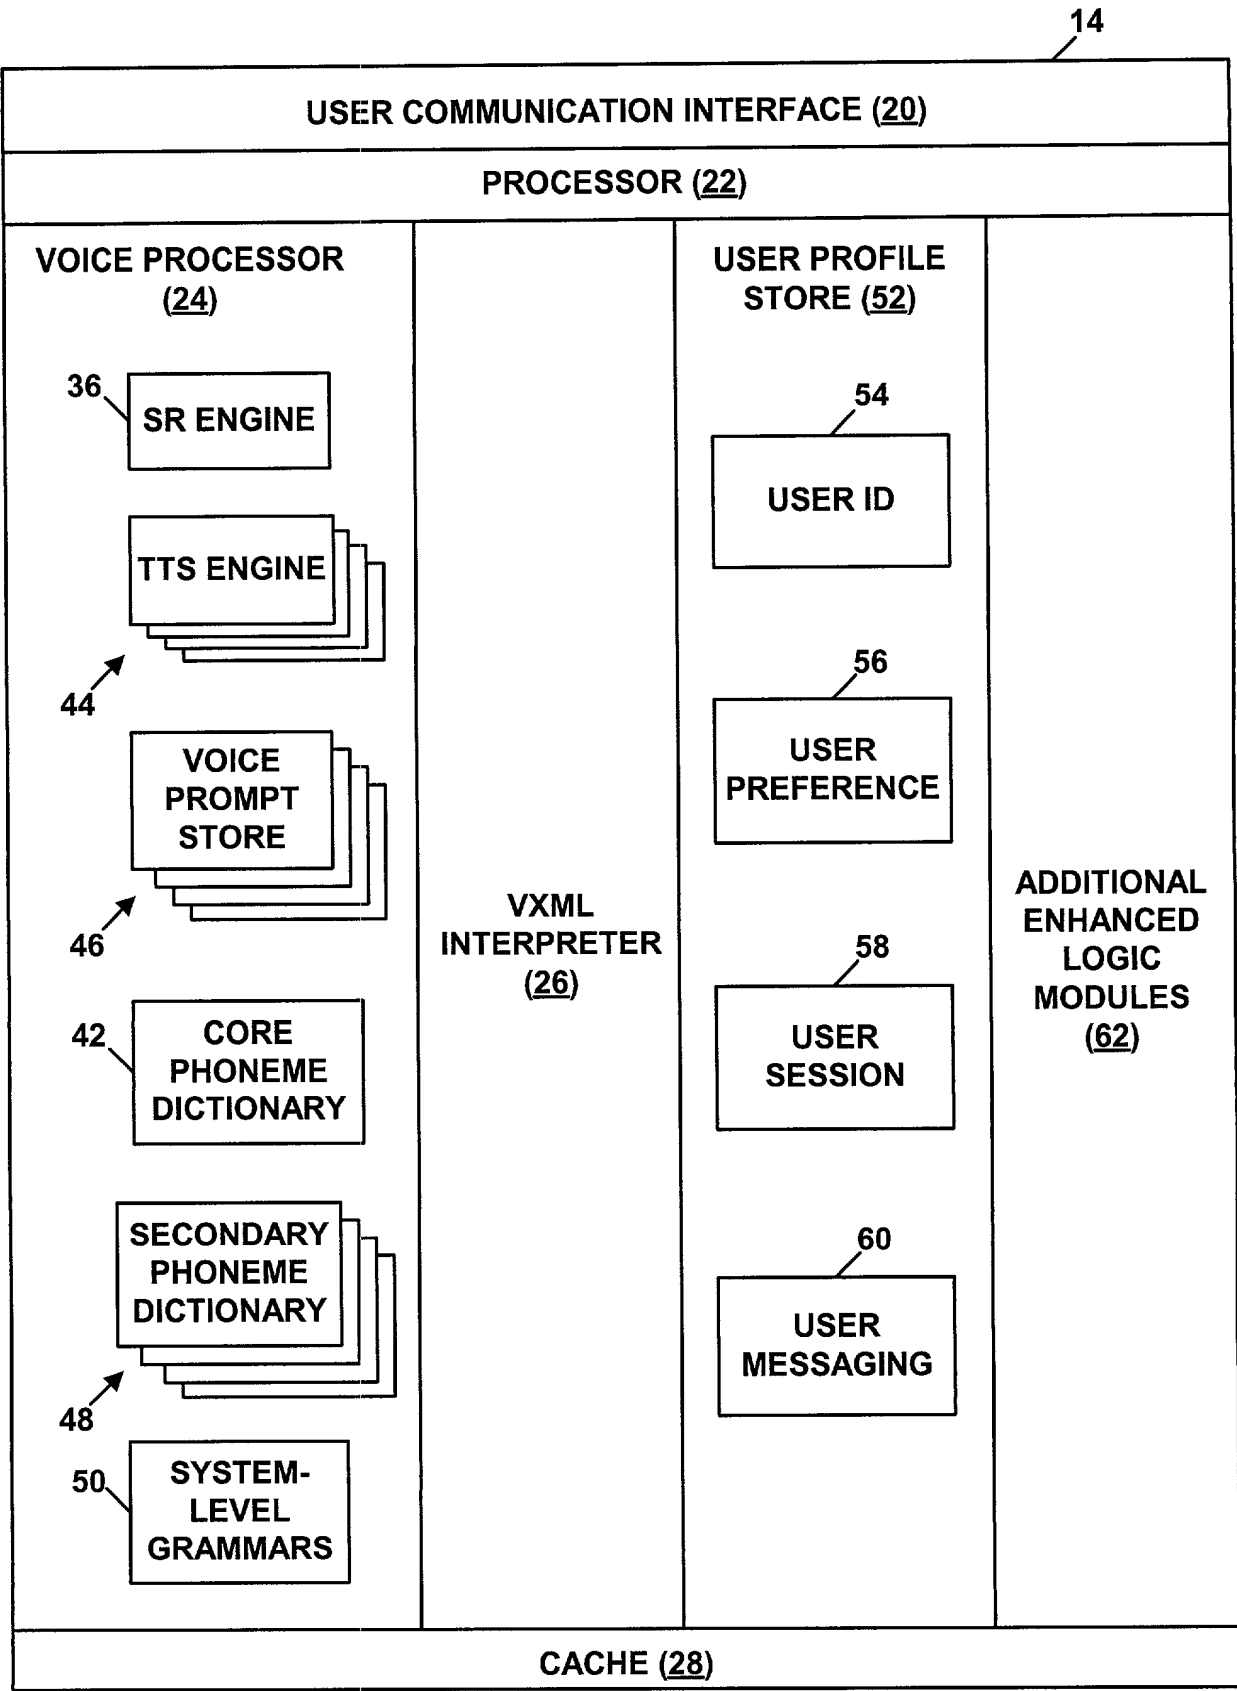 14
USER COMMUNICATION INTERFACE (20)
PROCESSOR (22)
VOICE PROCESSOR
(24)
36
SR ENGINE
TTS ENGINE
44
VOICE
PROMPT
STORE
46
42
CORE
PHONEME
DICTIONARY
SECONDARY
PHONEME
DICTIONARY
48
50
SYSTEM-
LEVEL
GRAMMARS
VXML
INTERPRETER
(26)
USER PROFILE
STORE (52)
54
USER ID
56
USER
PREFERENCE
58
USER
SESSION
60
USER
MESSAGING
ADDITIONAL
ENHANCED
LOGIC
MODULES
(62)
CACHE (28)